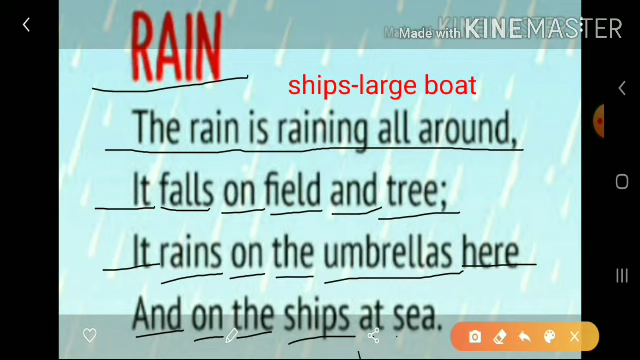 Made with KINEMASTER
RAIN
ships-large boat
The rain is raining all around,
It falls on field and tree;
It rains on the umbrellas here
And on the ships at sea.